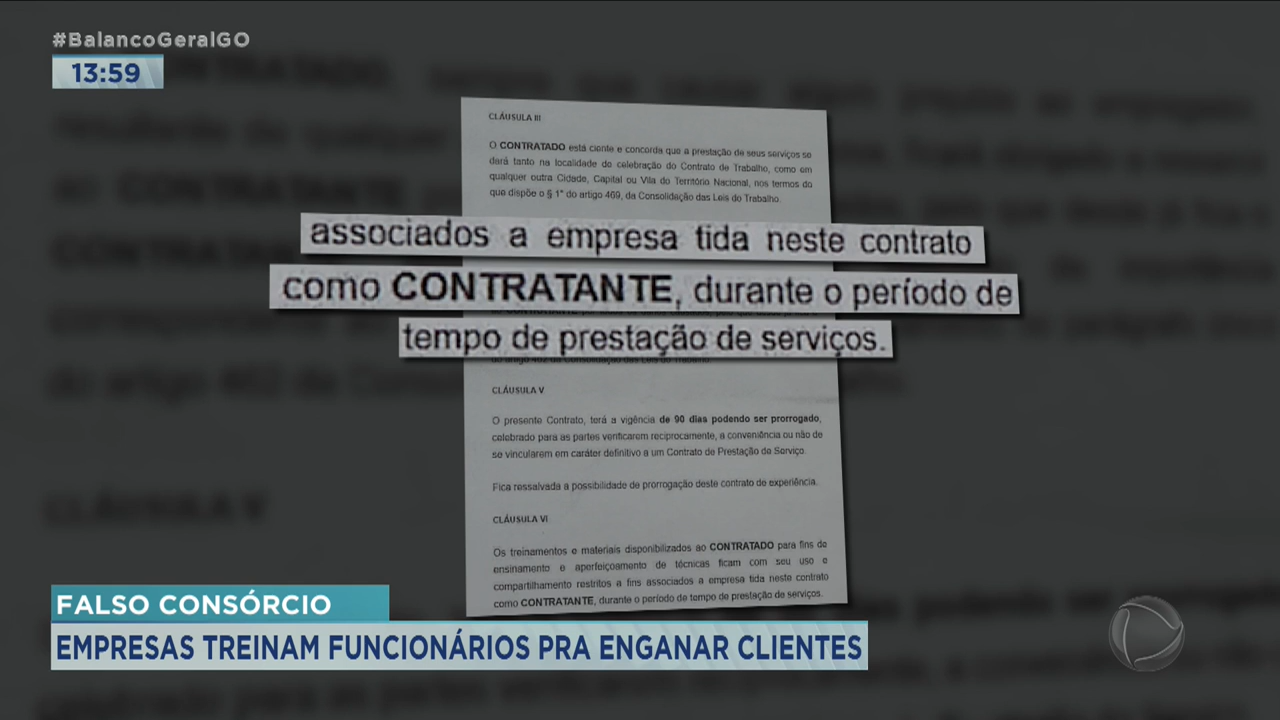 #BalancoGeralGO
13:59
CLÁUSULA III
O CONTRATADO está ciente e concorda que a prestação de seus serviços se
dará tanto na localidade de celebração do Contrato de Trabalho, como em
qualquer outra Cidade, Capital ou Vila do Território Nacional, nos termos do
que dispõe o § 1° do artigo 469, da Consolidação das Leis do Trabalho.
associados a empresa tida neste contrato
como CONTRATANTE, durante o período de
tempo de prestação de serviços.
CLÁUSULA V
O presente Contrato, terá a vigência de 90 dias podendo ser prorrogado,
celebrado para as partes verificarem reciprocamente, a conveniência ou não de
se vincularem em caráter definitivo a um Contrato de Prestação de Serviço.
Fica ressalvada a possibilidade de prorrogação deste contrato de experiência.
CLÁUSULA VI
Os treinamentos e materiais disponibilizados ao CONTRATADO para fins de
ensinamento e aperfeiçoamento de técnicas ficam com seu uso e
compartilhamento restritos a fins associados a empresa tida neste contrato
como CONTRATANTE, durante o período de tempo de prestação de serviços.
FALSO CONSÓRCIO
EMPRESAS TREINAM FUNCIONÁRIOS PRA ENGANAR CLIENTES